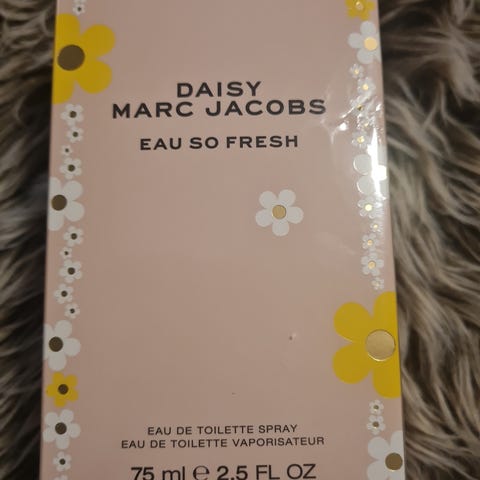 DAISY
MARC JACOBS
EAU SO FRESH
EAU DE TOILETTE SPRAY
EAU DE TOILETTE VAPORISATEUR
75 ml e 2.5 FL OZ